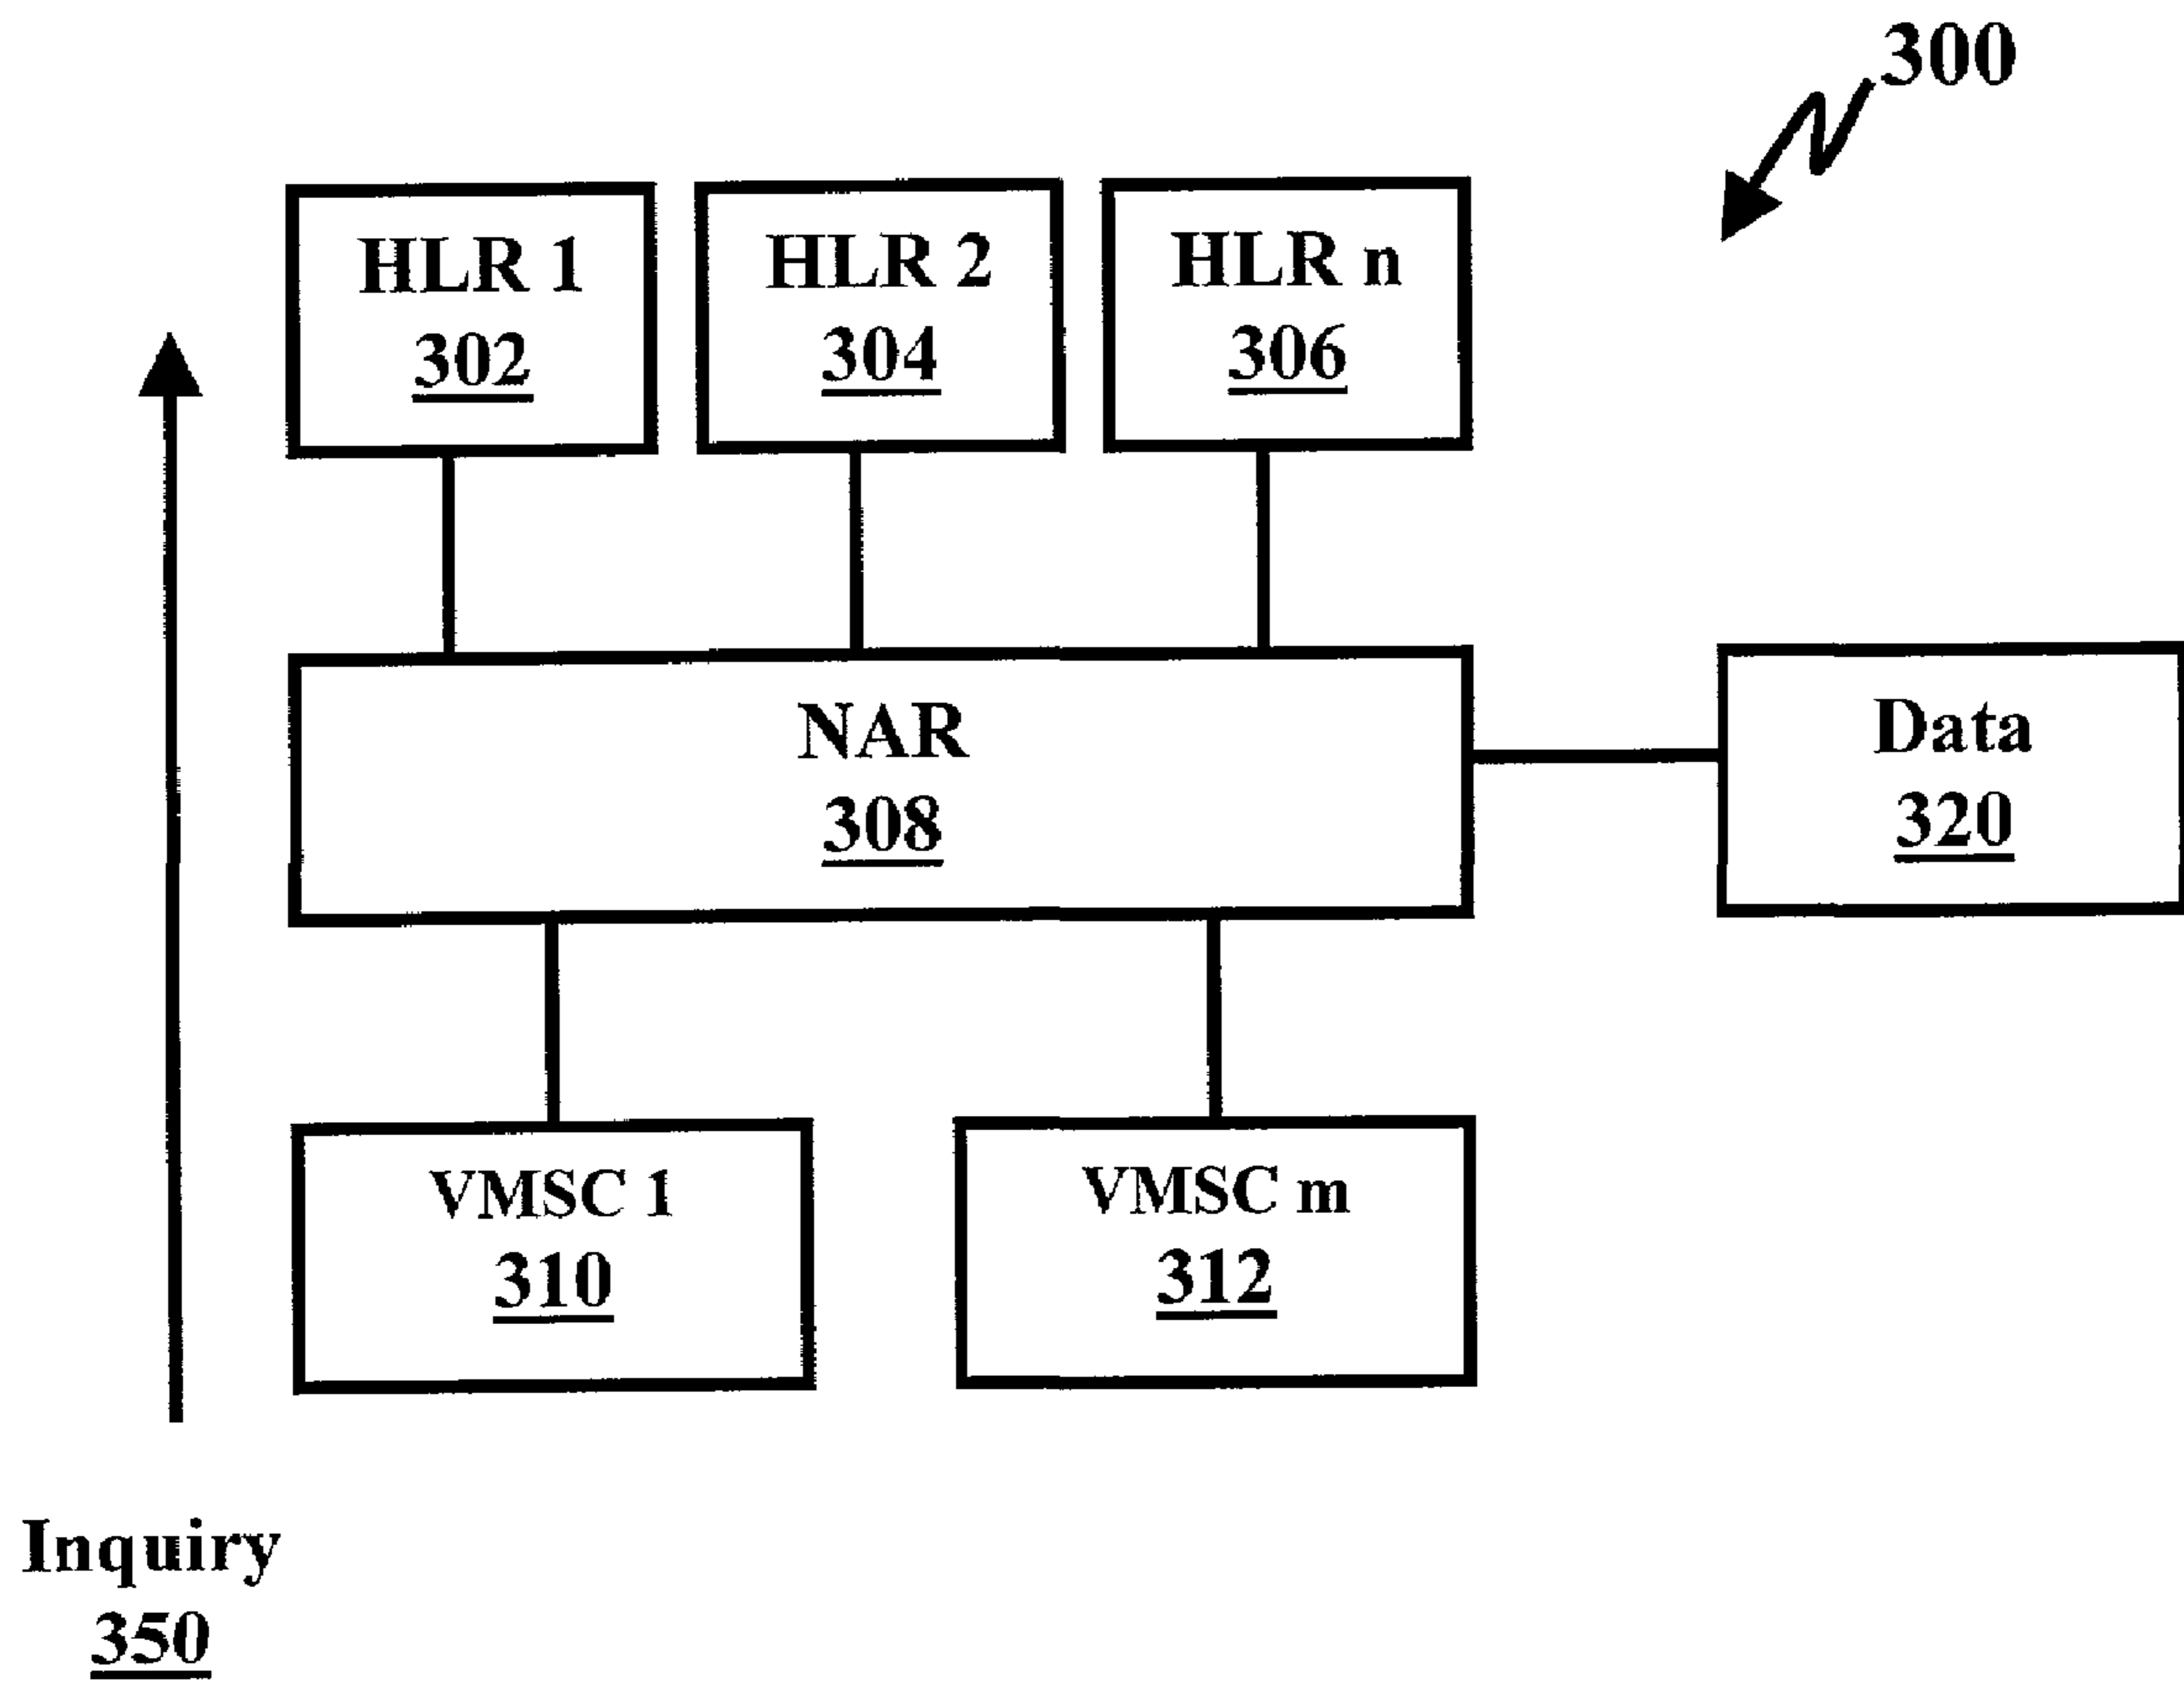 300
HLR 1
302
HLR 2
304
HLR n
306
NAR
308
Data
320
VMSC 1
310
VMSC m
312
Inquiry
350